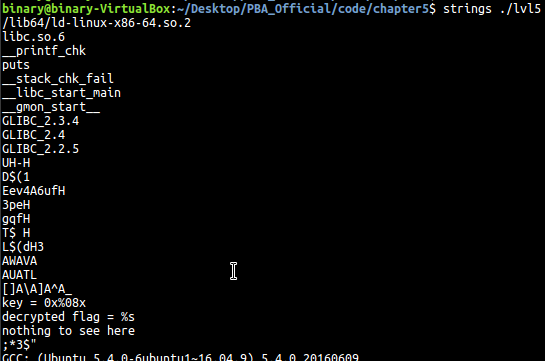 binary@binary-VirtualBox:~/Desktop/PBA_Official/code/chapter5$ strings ./lvl5
/lib64/ld-linux-x86-64.so.2
libc.so.6
__printf_chk
puts
__stack_chk_fail
__libc_start_main
__gmon_start__
GLIBC_2.3.4
GLIBC_2.4
GLIBC_2.2.5
UH-H
D$(1
Eev4A6ufH
3peH
gqfH
T$ H
L$(dH3
AWAVA
AUATL
[]A\A]A^A_
key = 0x%08x
decrypted flag = %s
nothing to see here
;*3$"
GCC: (Ubuntu 5.4.0-6ubuntu1~16.04.9) 5.4.0 20160609